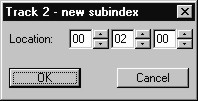 Track 2 - new subindex
Location: 00 02 00
OK Cancel